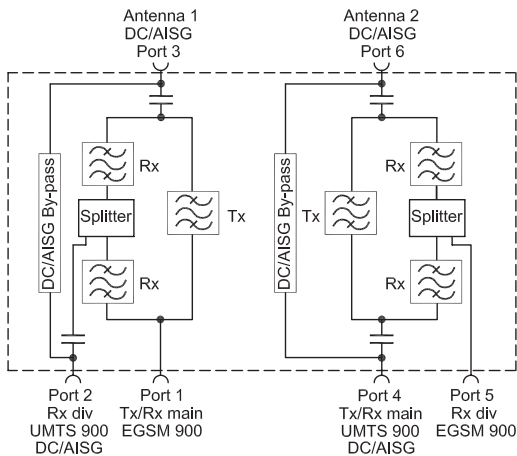 Antenna 1
DC/AISG
Port 3
Antenna 2
DC/AISG
Port 6
DC/AISG By-pass
Rx
Splitter
Tx
Rx
DC/AISG By-pass
Rx
Tx
Splitter
Rx
Port 2
Rx div
UMTS 900
DC/AISG
Port 1
Tx/Rx main
EGSM 900
Port 4
Tx/Rx main
UMTS 900
DC/AISG
Port 5
Rx div
EGSM 900